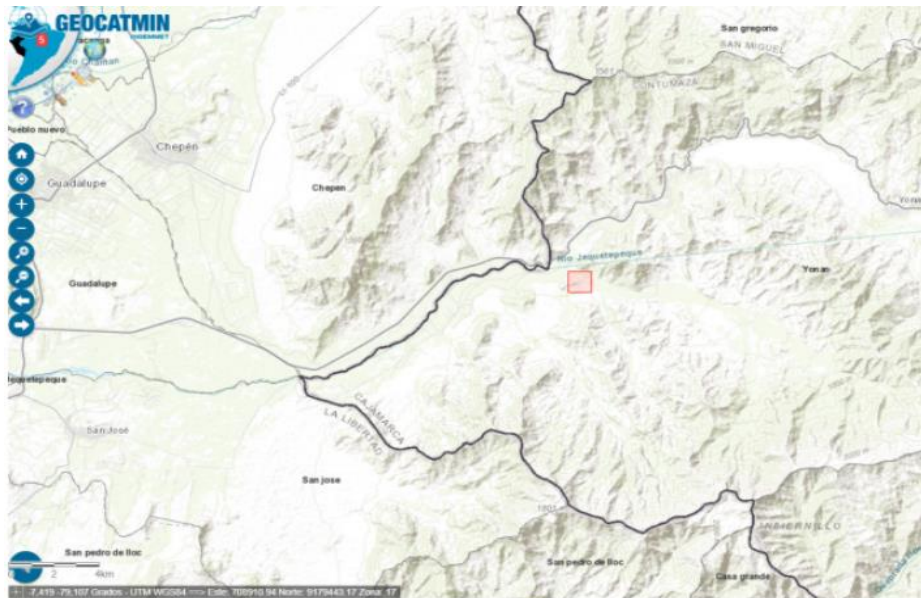 GEOCATMIN
INGEMMET
San gregorio
SAN MIGUEL
CONTUMAZA
Pueblo nuevo
Chepén
Guadalupe
Chepen
Rio Jequetepeque
Yonan
Guadalupe
San José
CAJAMARCA
LA LIBERTAD
San jose
San pedro de lloc
San pedro de lloc
Casa grande
2
4km
-7.419 -79.107 Grados - UTM WGS84 ==> Este: 708910.94 Norte: 9179443.17 Zona: 17